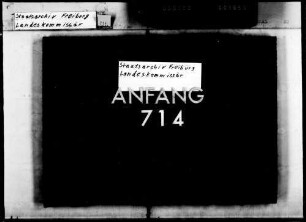 Staatsarchiv Freiburg
Landeskommissär
Staatsarchiv Freiburg
Landeskommissär
ANFANG
714